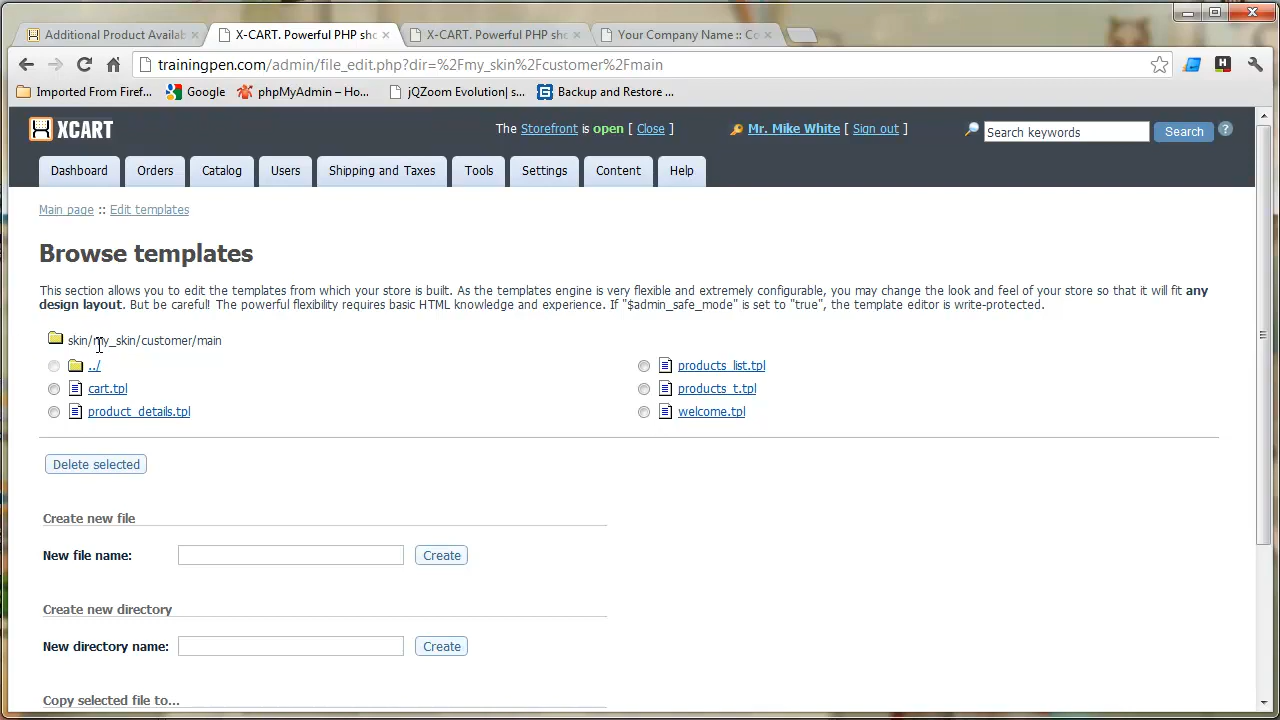 Additional Product Availab
X-CART. Powerful PHP sho
X-CART. Powerful PHP sho
Your Company Name :: Co
trainingpen.com/admin/file_edit.php?dir=%2Fmy_skin%2Fcustomer%2Fmain
Imported From Firef...
Google
phpMyAdmin – Ho...
jQZoom Evolution| s...
Backup and Restore ...
XCART
The Storefront is open [ Close ]
Mr. Mike White [ Sign out ]
Search keywords
Search
?
Dashboard
Orders
Catalog
Users
Shipping and Taxes
Tools
Settings
Content
Help
Main page :: Edit templates
Browse templates
This section allows you to edit the templates from which your store is built. As the templates engine is very flexible and extremely configurable, you may change the look and feel of your store so that it will fit any
design layout. But be careful! The powerful flexibility requires basic HTML knowledge and experience. If "$admin_safe_mode" is set to "true", the template editor is write-protected.
skin/my_skin/customer/main
../
cart.tpl
product_details.tpl
products_list.tpl
products_t.tpl
welcome.tpl
Delete selected
Create new file
New file name:
Create
Create new directory
New directory name:
Create
Copy selected file to...